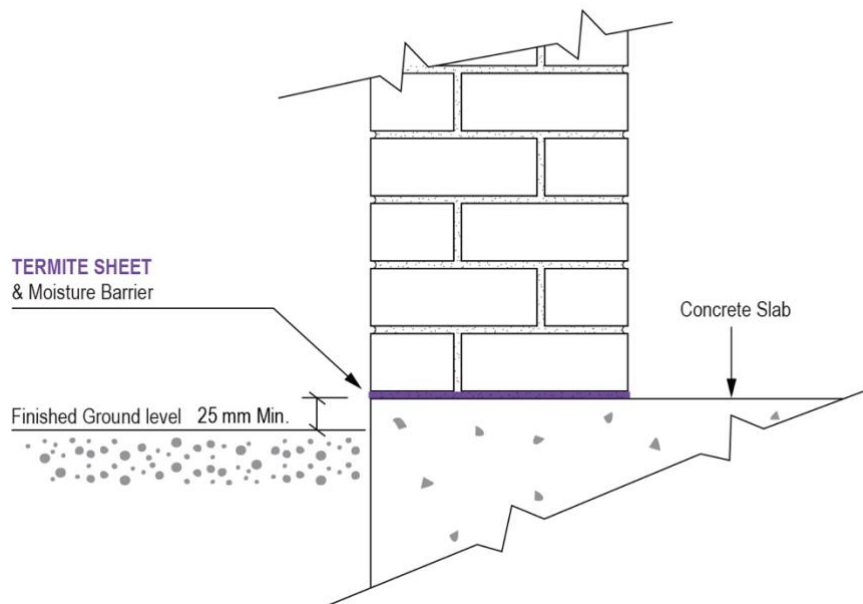 TERMITE SHEET
& Moisture Barrier
Concrete Slab
Finished Ground level 25 mm Min.